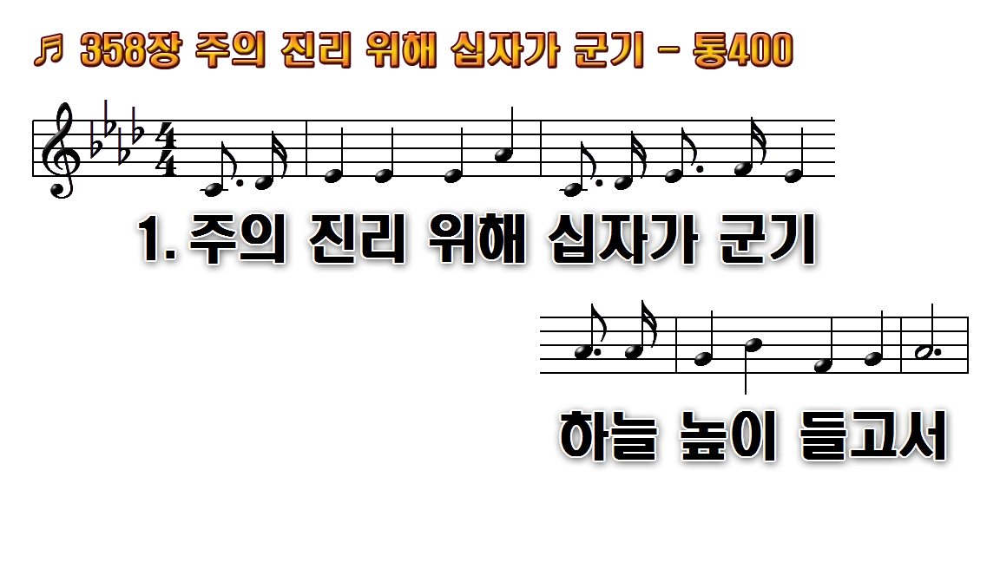 ♬ 358장 주의 진리 위해 십자가 군기 - 통400
1. 주의 진리 위해 십자가 군기
하늘 높이 들고서